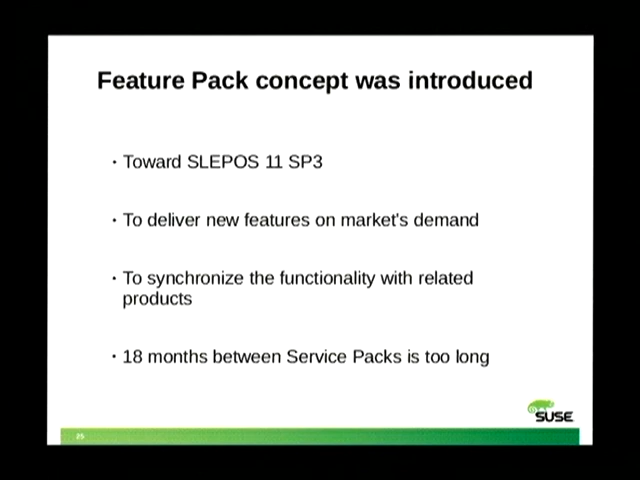 Feature Pack concept was introduced
· Toward SLEPOS 11 SP3
· To deliver new features on market's demand
· To synchronize the functionality with related
products
· 18 months between Service Packs is too long
SUSE
25